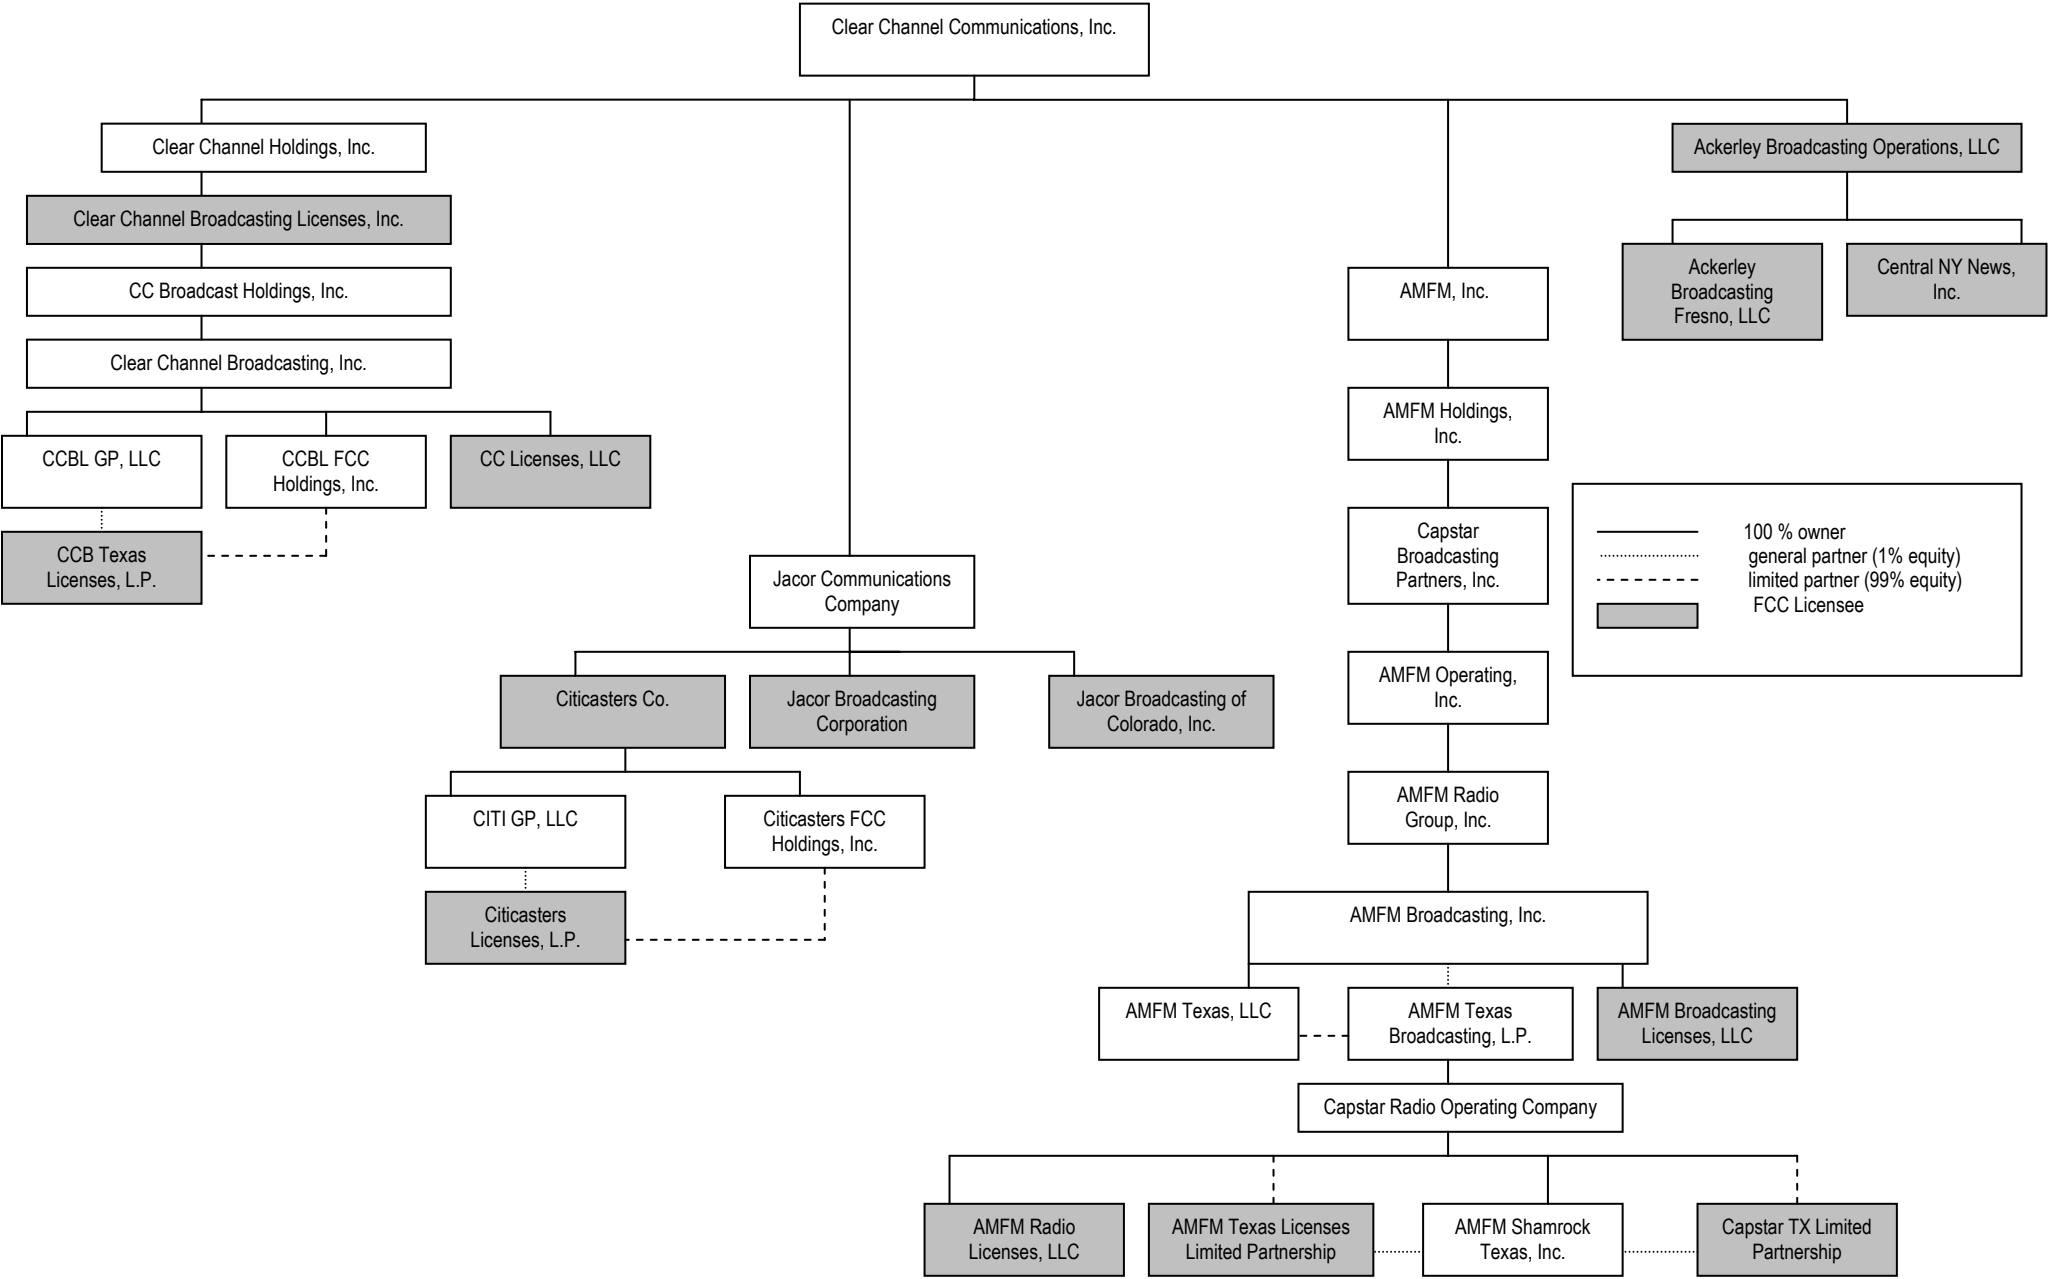 Clear Channel Communications, Inc.
Clear Channel Holdings, Inc.
Ackerley Broadcasting Operations, LLC
Clear Channel Broadcasting Licenses, Inc.
CC Broadcast Holdings, Inc.
Clear Channel Broadcasting, Inc.
Ackerley
Broadcasting
Fresno, LLC
Central NY News,
Inc.
AMFM, Inc.
AMFM Holdings,
Inc.
CCBL GP, LLC
CCBL FCC
Holdings, Inc.
CC Licenses, LLC
CCB Texas
Licenses, L.P.
Capstar
Broadcasting
Partners, Inc.
100 % owner
general partner (1% equity)
limited partner (99% equity)
FCC Licensee
Jacor Communications
Company
Citicasters Co.
Jacor Broadcasting
Corporation
Jacor Broadcasting of
Colorado, Inc.
AMFM Operating,
Inc.
CITI GP, LLC
Citicasters FCC
Holdings, Inc.
AMFM Radio
Group, Inc.
Citicasters
Licenses, L.P.
AMFM Broadcasting, Inc.
AMFM Texas, LLC
AMFM Texas
Broadcasting, L.P.
AMFM Broadcasting
Licenses, LLC
Capstar Radio Operating Company
AMFM Radio
Licenses, LLC
AMFM Texas Licenses
Limited Partnership
AMFM Shamrock
Texas, Inc.
Capstar TX Limited
Partnership